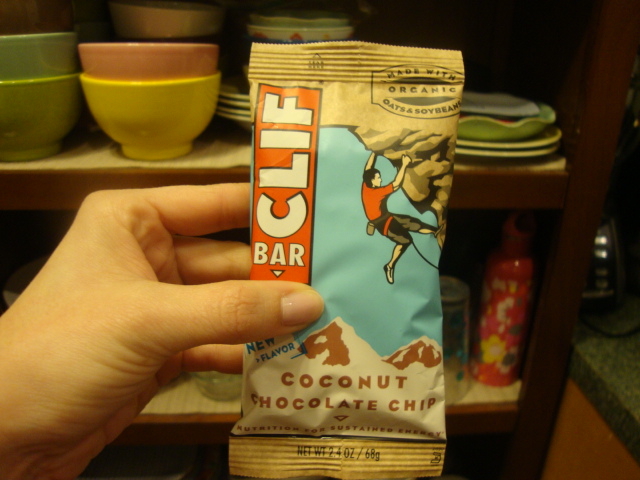 MADE WITH
ORGANIC
OATS & SOYBEANS
CLIF
BAR
NEW
FLAVOR
COCONUT
CHOCOLATE CHIP
NUTRITION FOR SUSTAINED ENERGY
NET WT 2.4 OZ / 68g